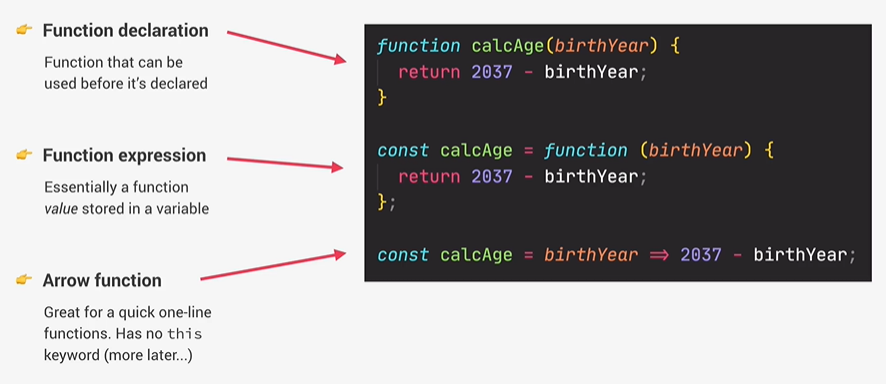 👉 Function declaration
Function that can be
used before it’s declared
👉 Function expression
Essentially a function
value stored in a variable
👉 Arrow function
Great for a quick one-line
functions. Has no this
keyword (more later...)
function calcAge(birthYear) {
  return 2037 - birthYear;
}
const calcAge = function (birthYear) {
  return 2037 - birthYear;
};
const calcAge = birthYear => 2037 - birthYear;